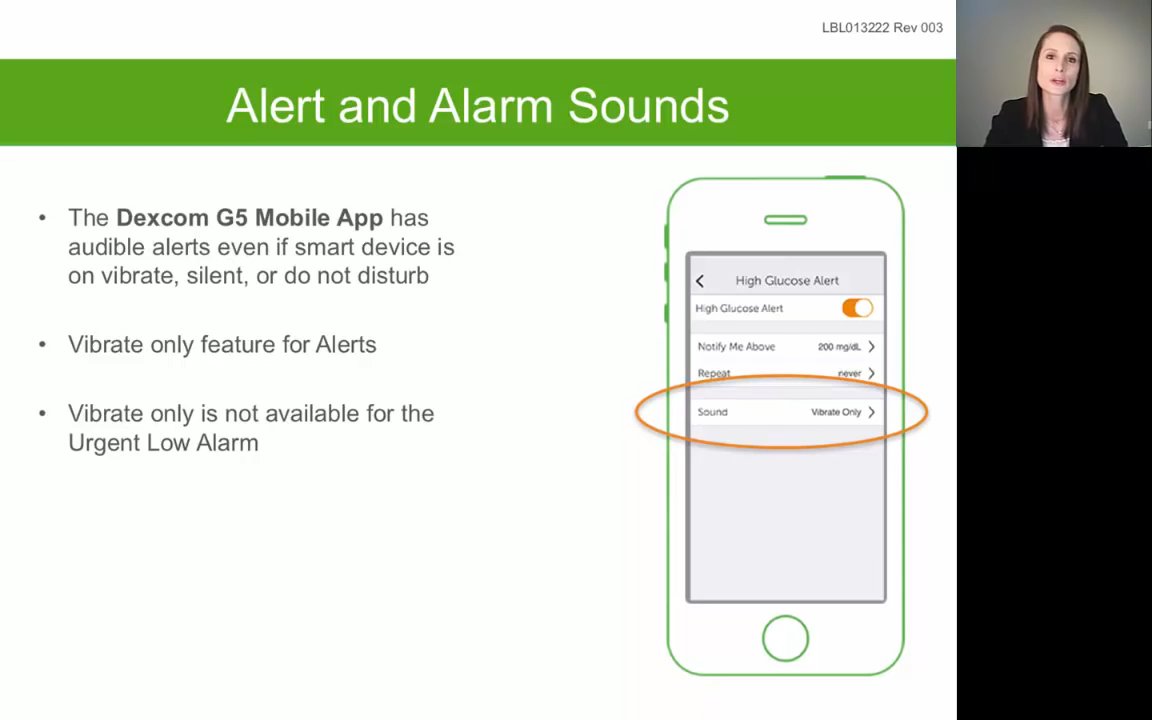 LBL013222 Rev 003
Alert and Alarm Sounds
• The Dexcom G5 Mobile App has
audible alerts even if smart device is
on vibrate, silent, or do not disturb
• Vibrate only feature for Alerts
• Vibrate only is not available for the
Urgent Low Alarm
High Glucose Alert
High Glucose Alert
Notify Me Above 200 mg/dL
Repeat never
Sound Vibrate Only